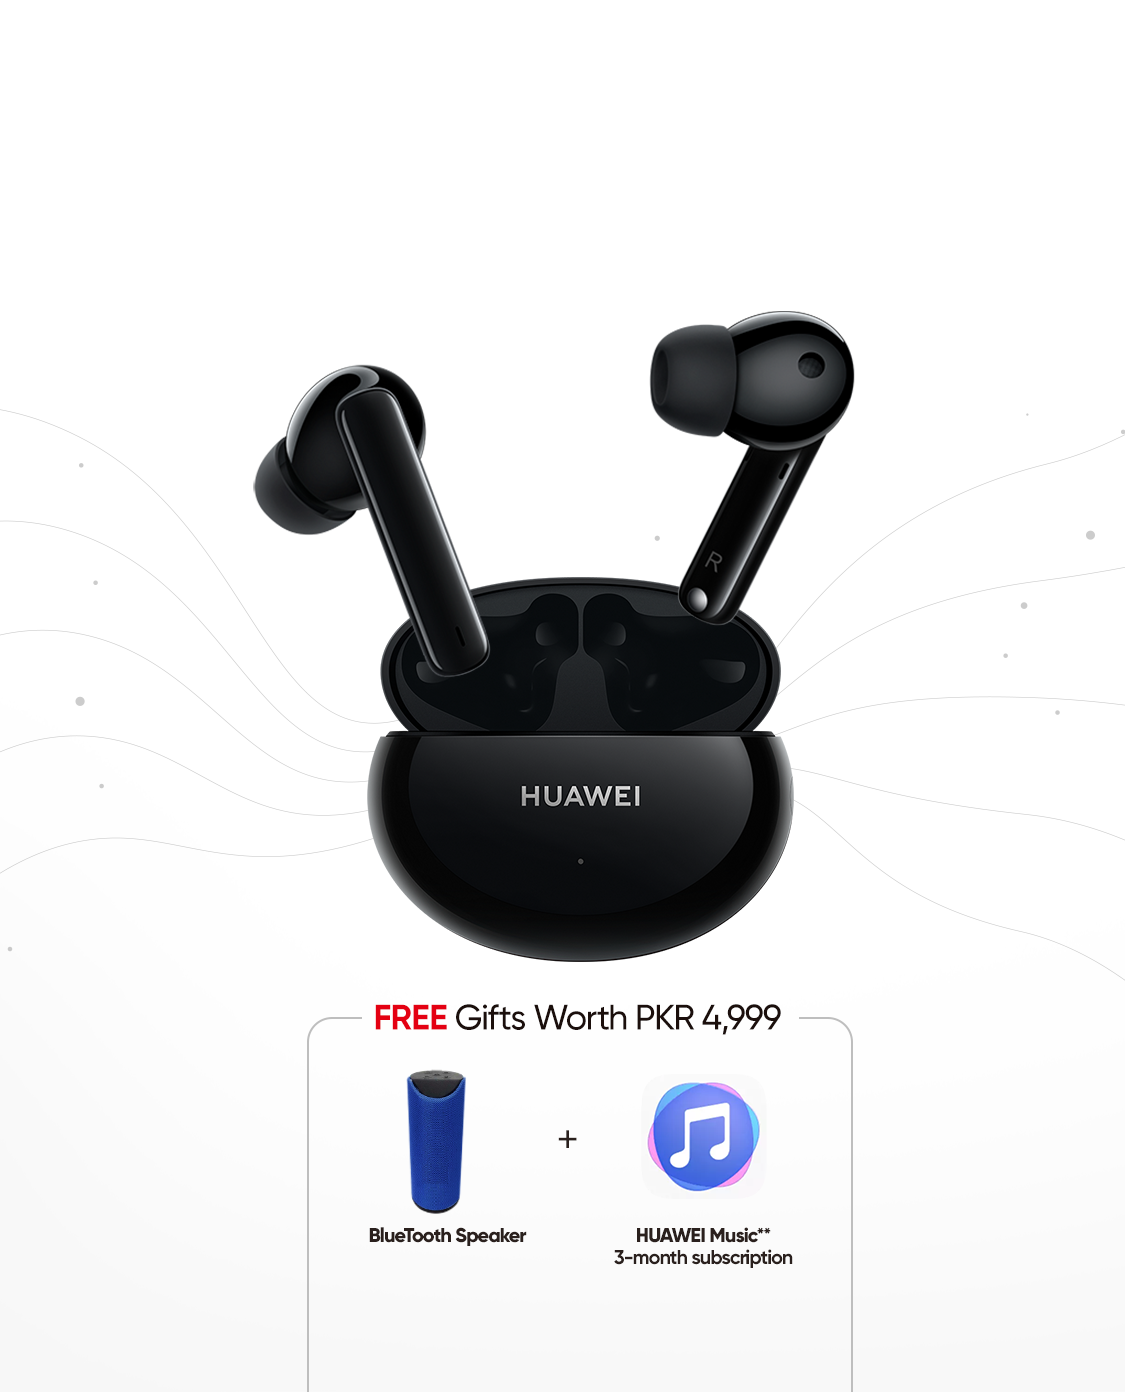 R
HUAWEI
FREE Gifts Worth PKR 4,999
+
BlueTooth Speaker
HUAWEI Music**
3-month subscription